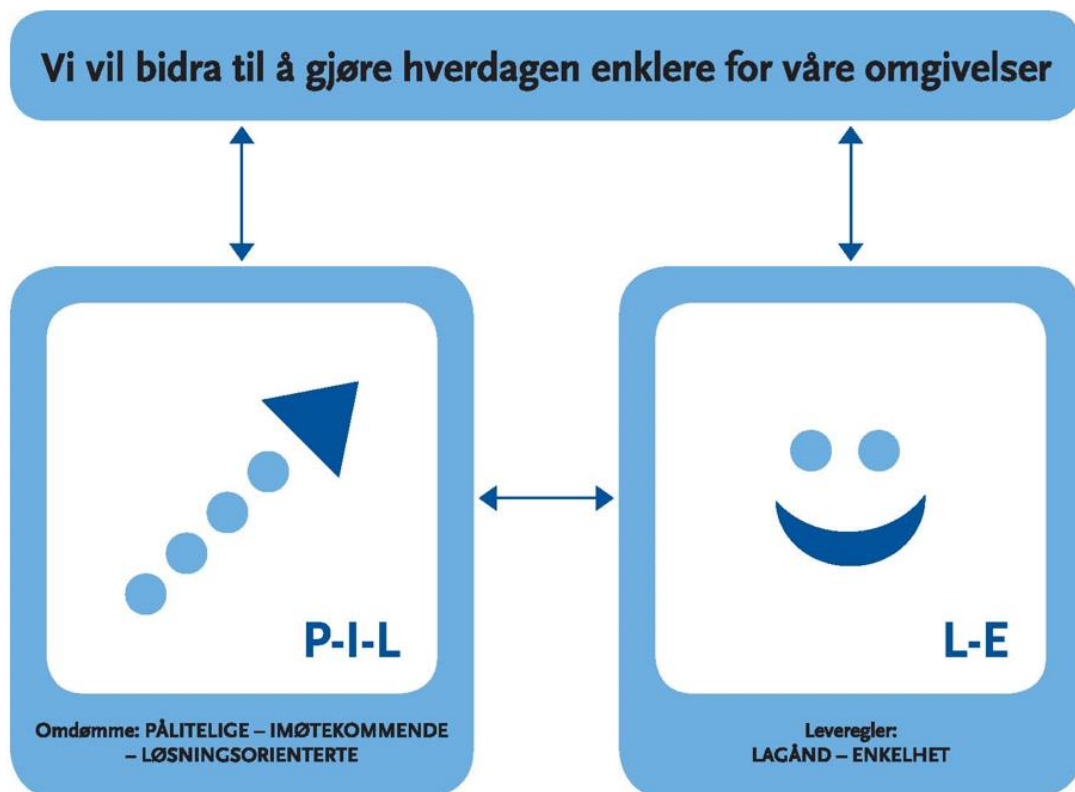 Vi vil bidra til å gjøre hverdagen enklere for våre omgivelser
P-I-L
Omdømme: PÅLITELIGE – IMØTEKOMMENDE
– LØSNINGSORIENTERTE
L-E
Leveregler:
LAGÅND – ENKELHET